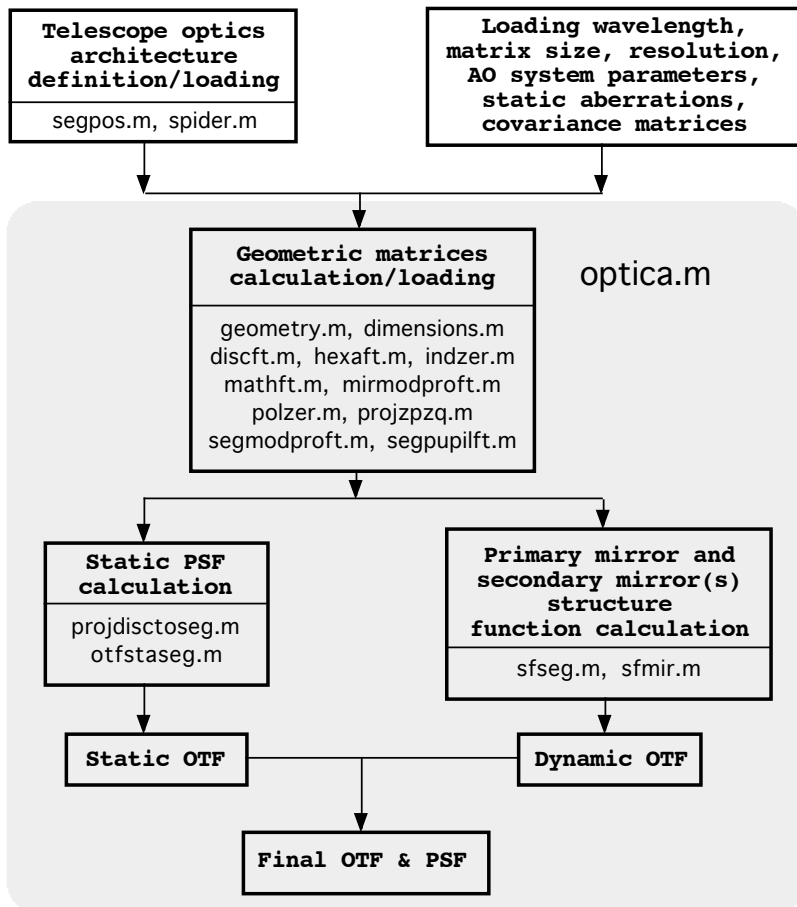 Telescope optics
architecture
definition/loading
segpos.m, spider.m
Loading wavelength,
matrix size, resolution,
AO system parameters,
static aberrations,
covariance matrices
optica.m
Geometric matrices
calculation/loading
geometry.m, dimensions.m
discft.m, hexaft.m, indzer.m
mathft.m, mirmodproft.m
polzer.m, projzpzq.m
segmodproft.m, segpupilft.m
Static PSF
calculation
projdisctoseg.m
otfstaseg.m
Primary mirror and
secondary mirror(s)
structure
function calculation
sfseg.m, sfmir.m
Static OTF
Dynamic OTF
Final OTF & PSF